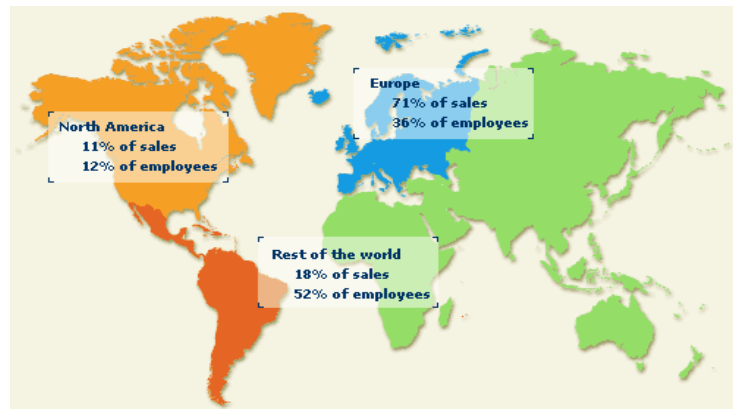 North America
11% of sales
12% of employees
Europe
71% of sales
36% of employees
Rest of the world
18% of sales
52% of employees